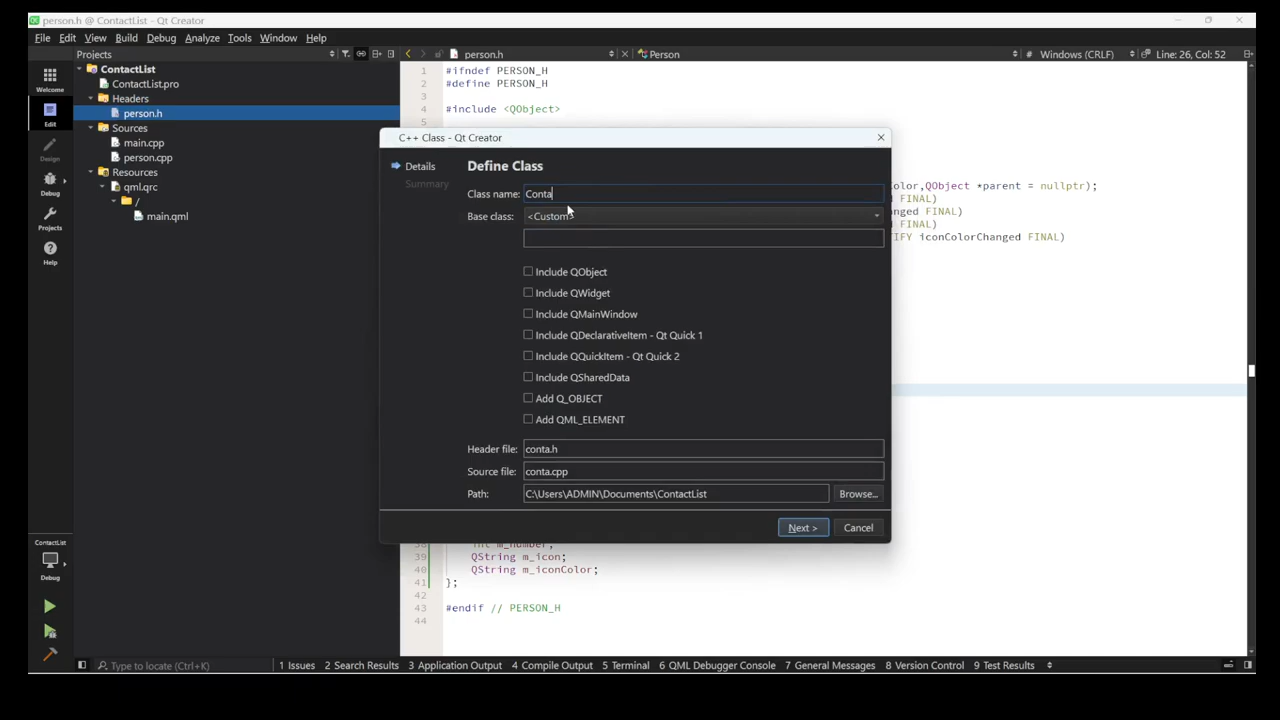 person.h @ ContactList - Qt Creator
File Edit View Build Debug Analyze Tools Window Help
Projects
person.h
Person
# Windows (CRLF)
Line: 26, Col: 52
Welcome
Edit
Design
Debug
Projects
Help
ContactList
ContactList.pro
Headers
person.h
Sources
main.cpp
person.cpp
Resources
qml.qrc
/
main.qml
1 #ifndef PERSON_H
2 #define PERSON_H
3
4 #include <QObject>
5
olor,QObject *parent = nullptr);
FINAL)
nged FINAL)
FINAL)
IFY iconColorChanged FINAL)
C++ Class - Qt Creator
Details
Summary
Define Class
Class name: Conta
Base class: <Custom>
Include QObject
Include QWidget
Include QMainWindow
Include QDeclarativeItem - Qt Quick 1
Include QQuickItem - Qt Quick 2
Include QSharedData
Add Q_OBJECT
Add QML_ELEMENT
Header file: conta.h
Source file: conta.cpp
Path: C:\Users\ADMIN\Documents\ContactList Browse...
Next > Cancel
38 int m_number;
39 QString m_icon;
40 QString m_iconColor;
41 };
42
43 #endif // PERSON_H
44
ContactList
Debug
Type to locate (Ctrl+K)
1 Issues 2 Search Results 3 Application Output 4 Compile Output 5 Terminal 6 QML Debugger Console 7 General Messages 8 Version Control 9 Test Results